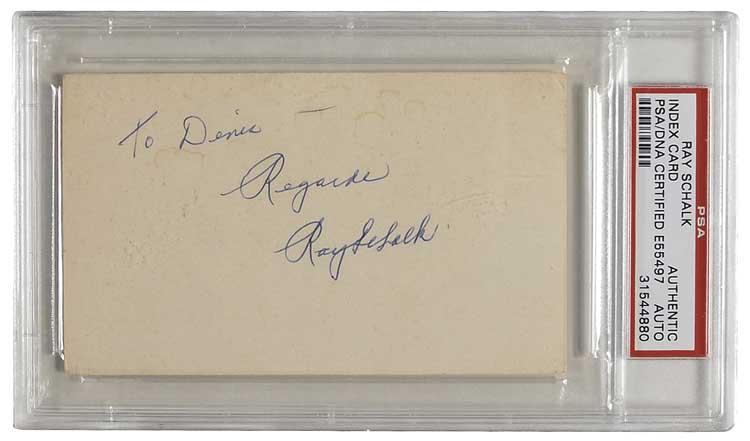 To Denis —
Regards
Ray Schalk
PSA
RAY SCHALK AUTHENTIC
INDEX CARD AUTO
PSA/DNA CERTIFIED E65497 31544880